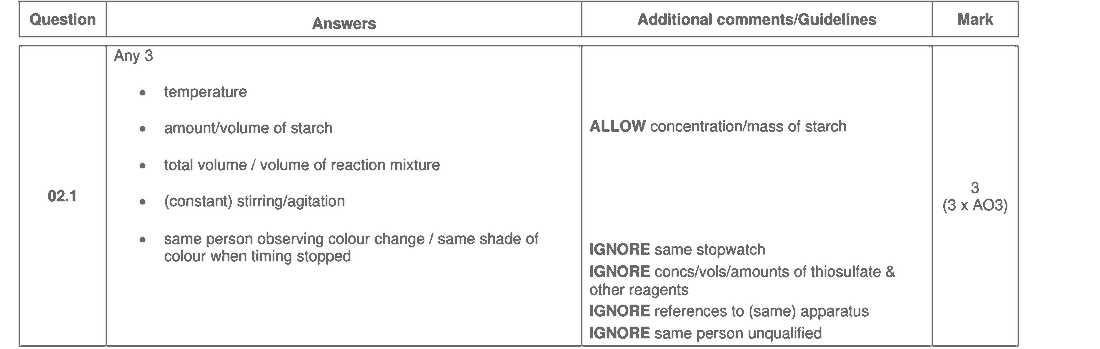 Question Answers Additional comments/Guidelines Mark
Any 3
• temperature
• amount/volume of starch
ALLOW concentration/mass of starch
• total volume / volume of reaction mixture
02.1
• (constant) stirring/agitation
3
(3 x AO3)
• same person observing colour change / same shade of
colour when timing stopped
IGNORE same stopwatch
IGNORE concs/vols/amounts of thiosulfate &
other reagents
IGNORE references to (same) apparatus
IGNORE same person unqualified